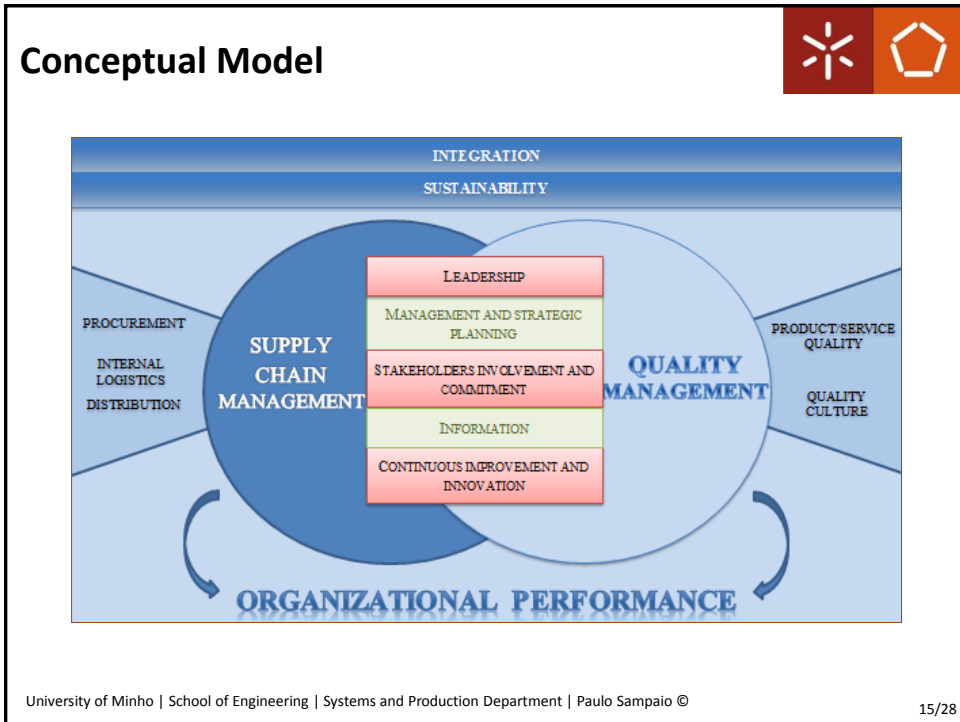 Conceptual Model
INTEGRATION
SUSTAINABILITY
PROCUREMENT
INTERNAL
LOGISTICS
DISTRIBUTION
SUPPLY
CHAIN
MANAGEMENT
LEADERSHIP
MANAGEMENT AND STRATEGIC
PLANNING
STAKEHOLDERS INVOLVEMENT AND
COMMITMENT
INFORMATION
CONTINUOUS IMPROVEMENT AND
INNOVATION
QUALITY
MANAGEMENT
PRODUCT/SERVICE
QUALITY
QUALITY
CULTURE
ORGANIZATIONAL PERFORMANCE
University of Minho | School of Engineering | Systems and Production Department | Paulo Sampaio ©
15/28